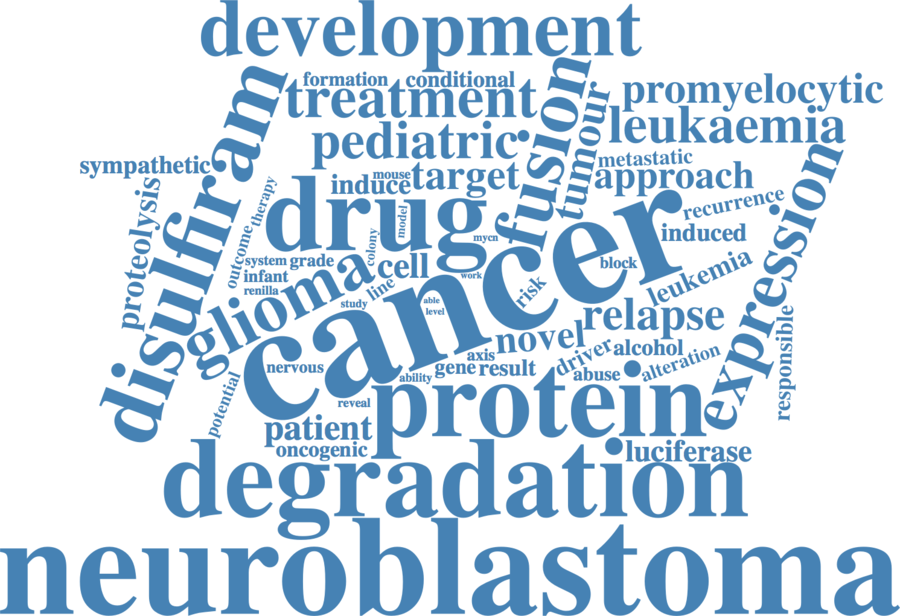 development
formation
conditional
treatment
disulfiram
fusion
tumour
promyelocytic
leukaemia
pediatric
metastatic
sympathetic
mouse
induce
target
approach
proteolysis
therapy
outcome
drug
model
colony
mycn
recurrence
induced
expression
system
grade
infant
renilla
glioma
cell
work
block
cancer
study
line
able
level
risk
leukemia
relapse
novel
responsible
nervous
axis
gene
result
driver
alcohol
abuse
alteration
ability
potential
reveal
protein
patient
oncogenic
luciferase
degradation
neuroblastoma